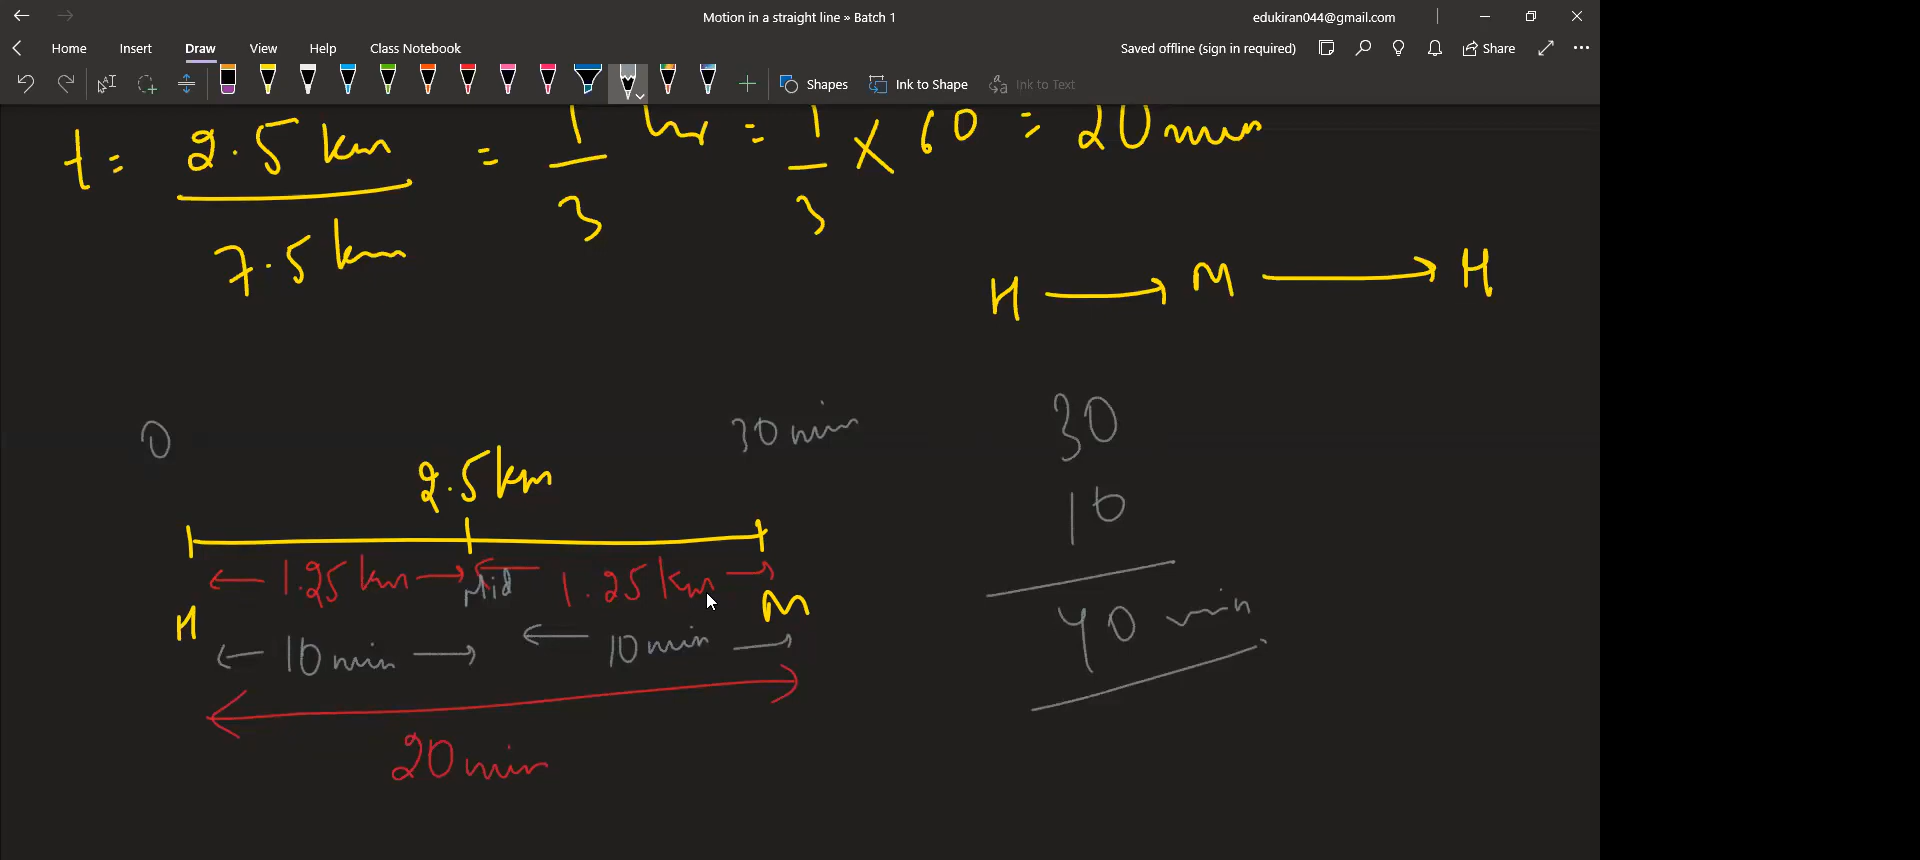 Motion in a straight line » Batch 1
edukiran044@gmail.com
Home Insert Draw View Help Class Notebook
Saved offline (sign in required)
Share
Shapes
Ink to Shape
Ink to Text
t = 2.5 km / 7.5 km = 1/3 hr = 1/3 × 60 = 20 min
H → M → H
0
30 min
30
2.5 km
10
1.25 km
Mid
1.25 km
H
M
40 min
10 min
10 min
20 min